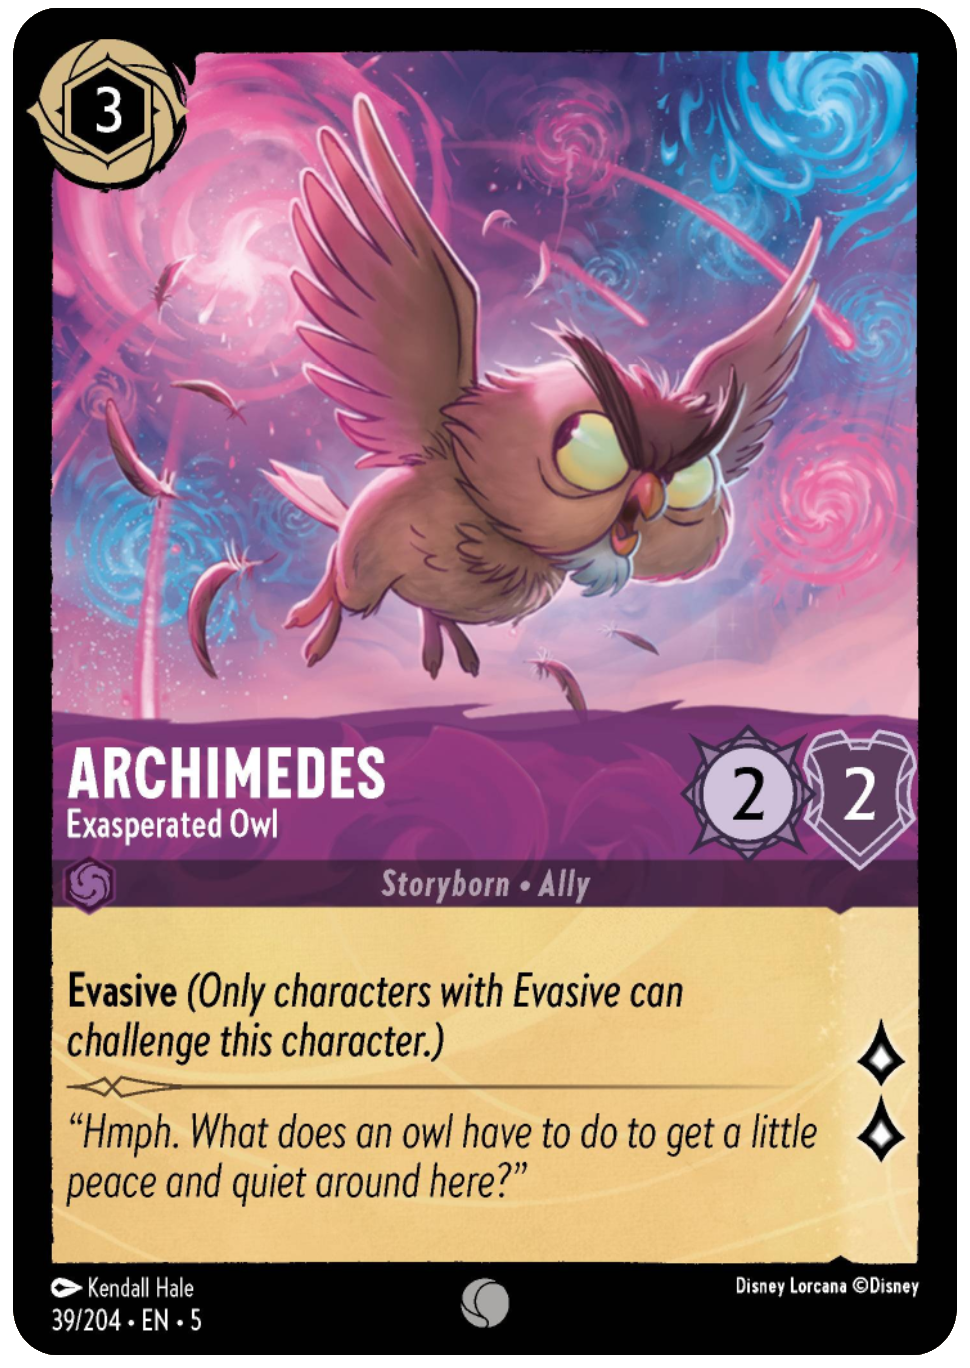 3
ARCHIMEDES
Exasperated Owl
2 2
Storyborn • Ally
Evasive (Only characters with Evasive can
challenge this character.)
“Hmph. What does an owl have to do to get a little
peace and quiet around here?”
Kendall Hale
39/204 • EN • 5
Disney Lorcana ©Disney